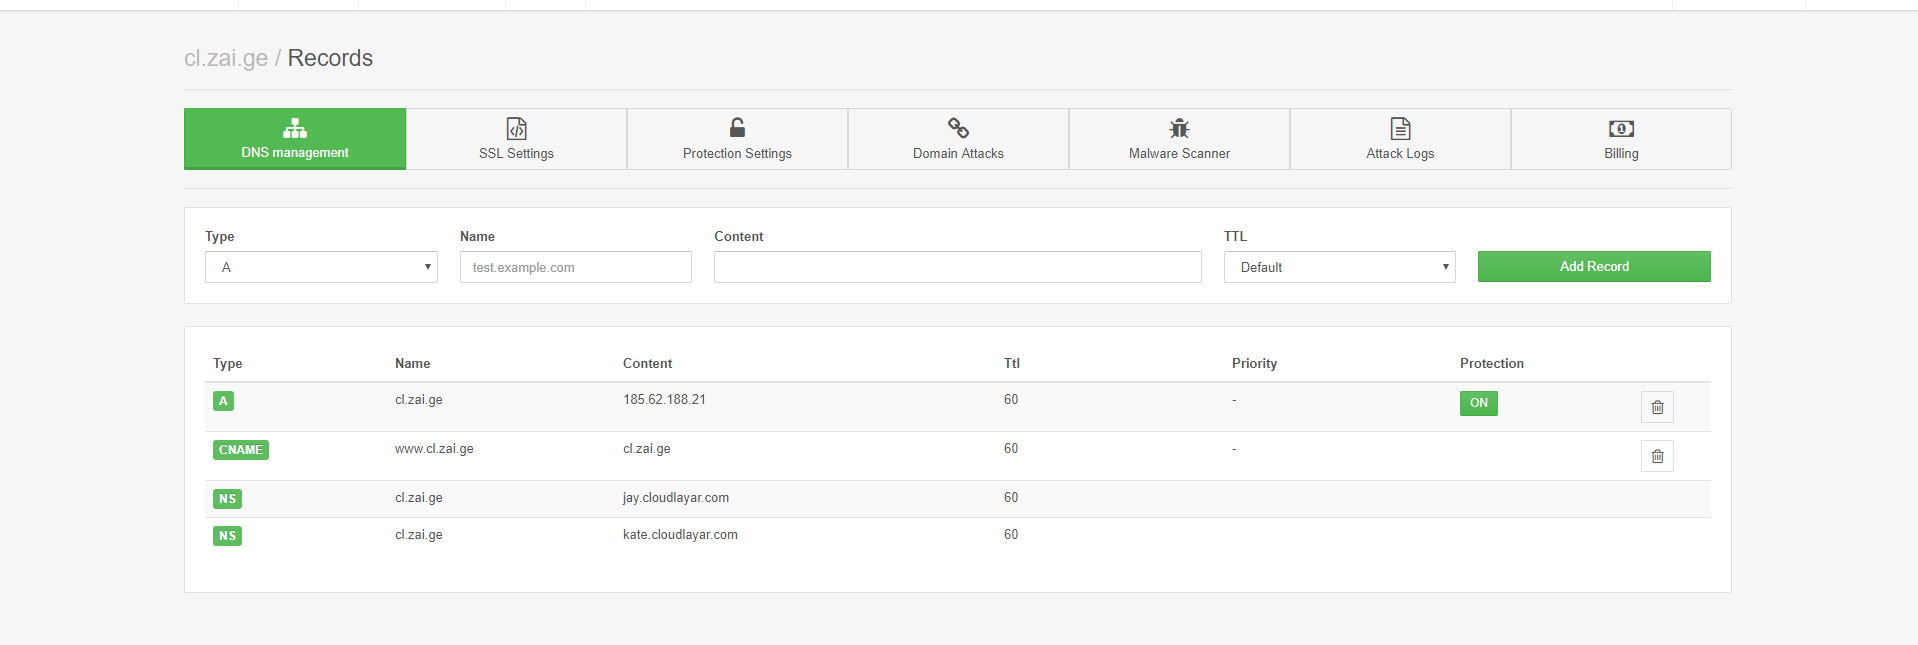 cl.zai.ge / Records
DNS management
SSL Settings
Protection Settings
Domain Attacks
Malware Scanner
Attack Logs
Billing
Type Name Content TTL
A test.example.com Default Add Record
Type Name Content Ttl Priority Protection
A cl.zai.ge 185.62.188.21 60 - ON
CNAME www.cl.zai.ge cl.zai.ge 60 -
NS cl.zai.ge jay.cloudlayar.com 60
NS cl.zai.ge kate.cloudlayar.com 60